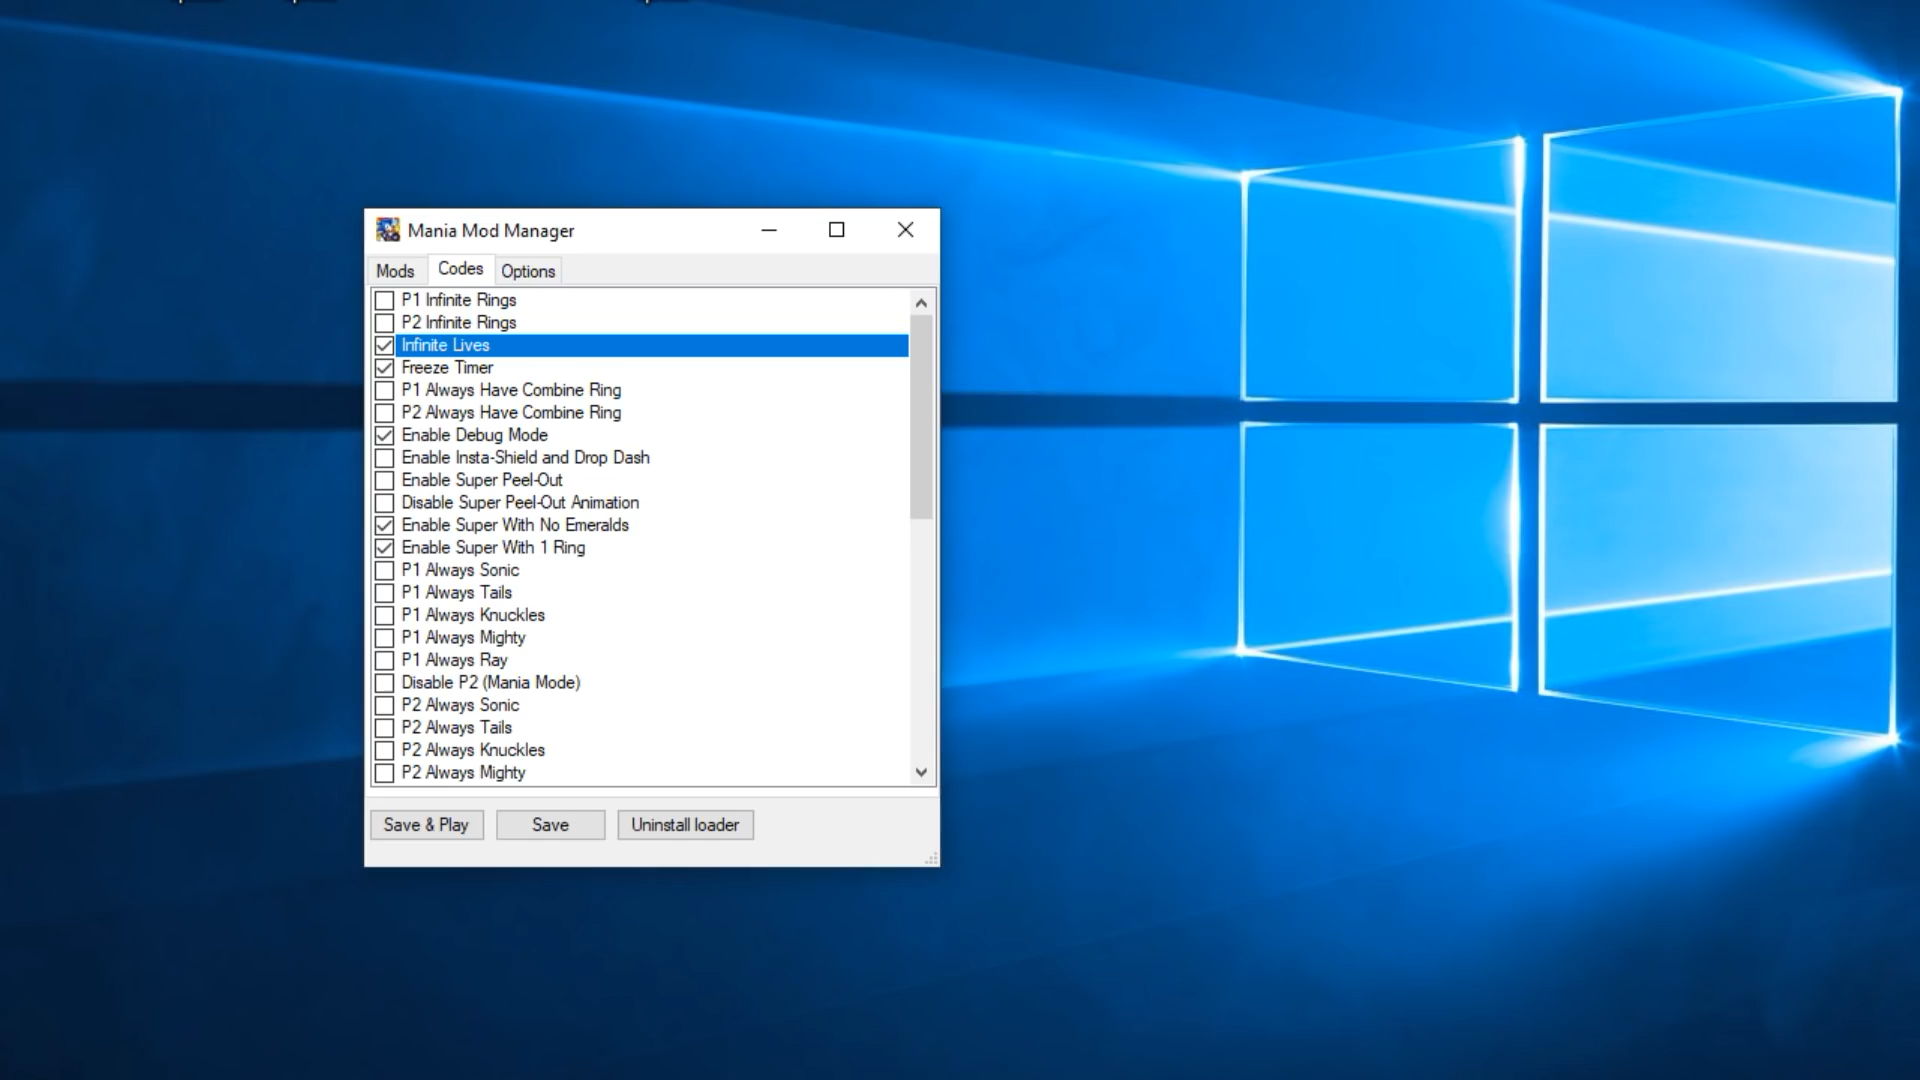 Mania Mod Manager
Mods Codes Options
P1 Infinite Rings
P2 Infinite Rings
Infinite Lives
Freeze Timer
P1 Always Have Combine Ring
P2 Always Have Combine Ring
Enable Debug Mode
Enable Insta-Shield and Drop Dash
Enable Super Peel-Out
Disable Super Peel-Out Animation
Enable Super With No Emeralds
Enable Super With 1 Ring
P1 Always Sonic
P1 Always Tails
P1 Always Knuckles
P1 Always Mighty
P1 Always Ray
Disable P2 (Mania Mode)
P2 Always Sonic
P2 Always Tails
P2 Always Knuckles
P2 Always Mighty
Save & Play Save Uninstall loader